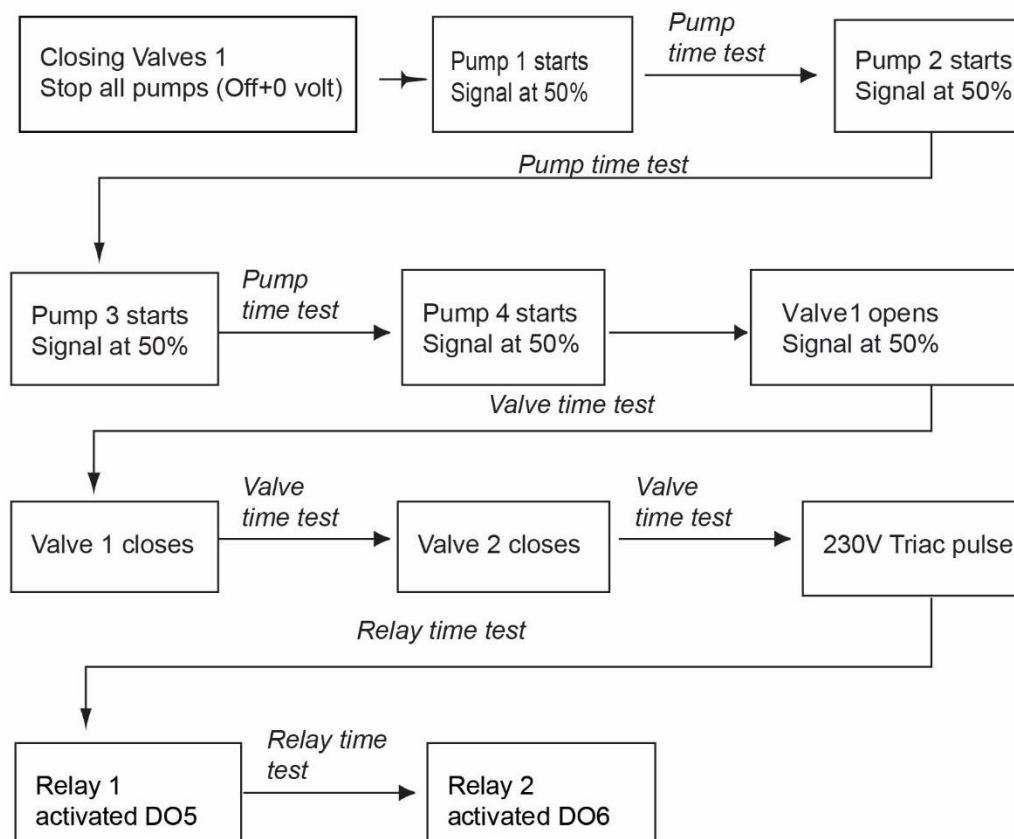 Closing Valves 1
Stop all pumps (Off+0 volt)
Pump 1 starts
Signal at 50%
Pump
time test
Pump 2 starts
Signal at 50%
Pump time test
Pump 3 starts
Signal at 50%
Pump
time test
Pump 4 starts
Signal at 50%
Valve1 opens
Signal at 50%
Valve time test
Valve 1 closes
Valve
time test
Valve 2 closes
Valve
time test
230V Triac pulse
Relay time test
Relay 1
activated DO5
Relay time
test
Relay 2
activated DO6